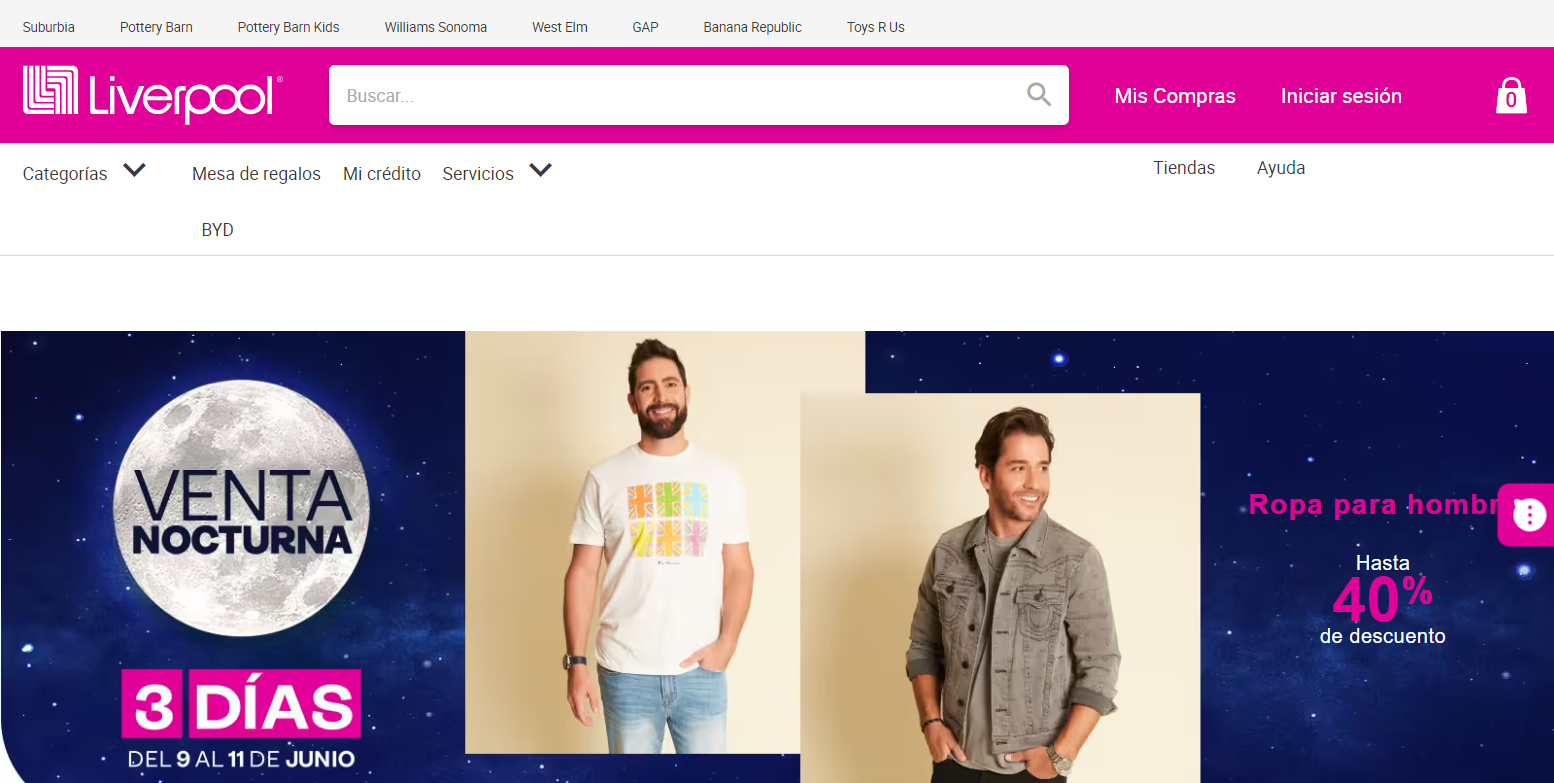 Suburbia Pottery Barn Pottery Barn Kids Williams Sonoma West Elm GAP Banana Republic Toys R Us
Liverpool®
Buscar...
Mis Compras Iniciar sesión 0
Categorías Mesa de regalos Mi crédito Servicios Tiendas Ayuda
BYD
VENTA
NOCTURNA
3 DÍAS
DEL 9 AL 11 DE JUNIO
Ropa para hombr
Hasta
40%
de descuento